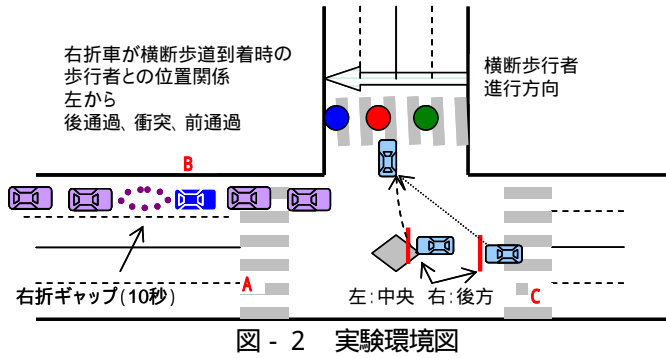 右折車が横断歩道到着時の
歩行者との位置関係
左から
後通過、衝突、前通過
横断歩行者
進行方向
B
A
C
右折ギャップ(10秒)
左:中央 右:後方
図 - 2 実験環境図